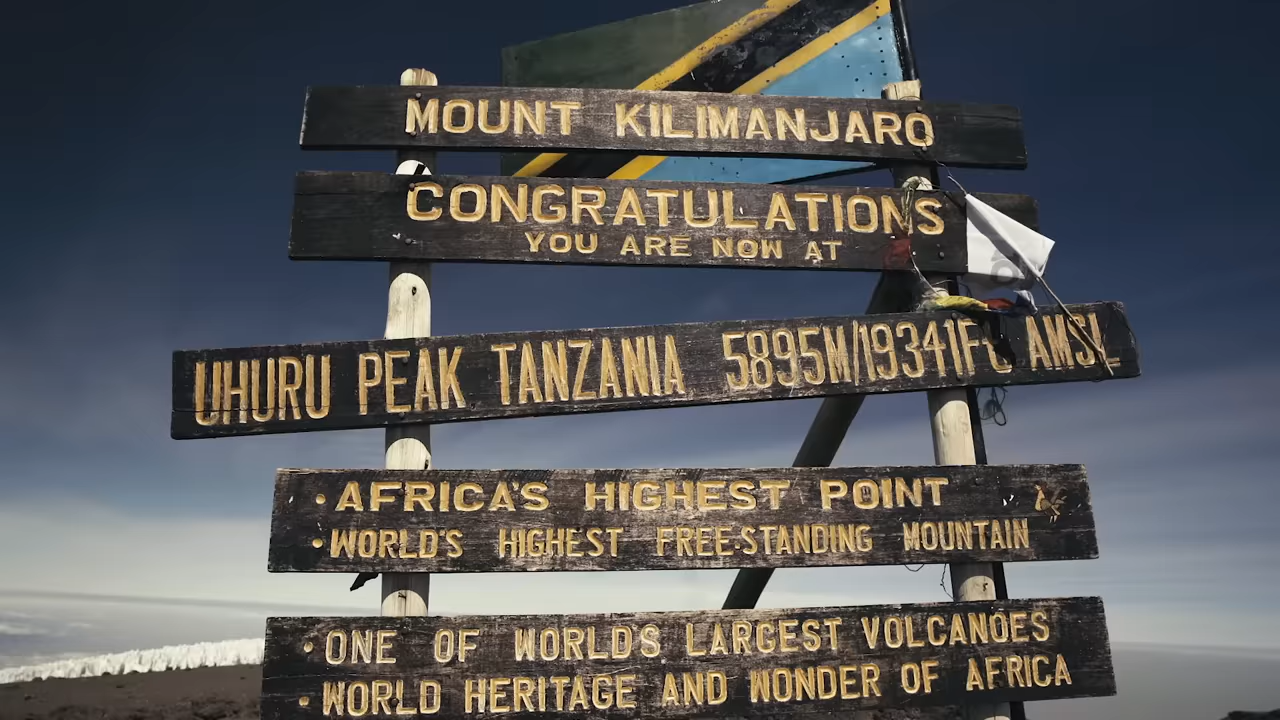 MOUNT KILIMANJARO
CONGRATULATIONS
YOU ARE NOW AT
UHURU PEAK TANZANIA 5895M/19341FT AMSL
• AFRICA'S HIGHEST POINT
• WORLD'S HIGHEST FREE-STANDING MOUNTAIN
• ONE OF WORLDS LARGEST VOLCANOES
• WORLD HERITAGE AND WONDER OF AFRICA